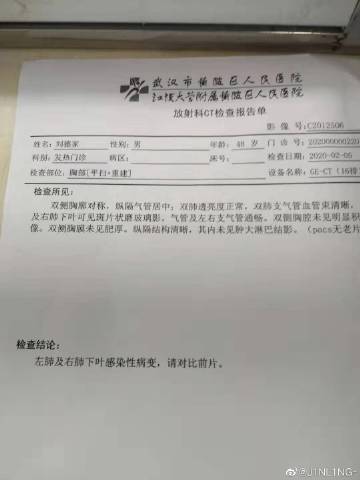 武汉市黄陂区人民医院
江汉大学附属黄陂区人民医院
放射科CT检查报告单
影像号:C2012506
姓名:刘德家 性别:男 年龄:48岁 门诊号:202000000220
科别:发热门诊 病区: 床号: 检查日期:2020-02-05
检查部位:胸部[平扫+重建] 设备名称:GE-CT(16排
检查所见:
双侧胸廓对称,纵隔气管居中;双肺透亮度正常,双肺支气管血管束清晰,
及右肺下叶可见斑片状磨玻璃影。气管及左右支气管通畅。双侧胸腔未见明显积
像。双侧胸膜未见肥厚。纵隔结构清晰,其内未见肿大淋巴结影。(pacs无老片
检查结论:
左肺及右肺下叶感染性病变,请对比前片。
@J1NL1NG-